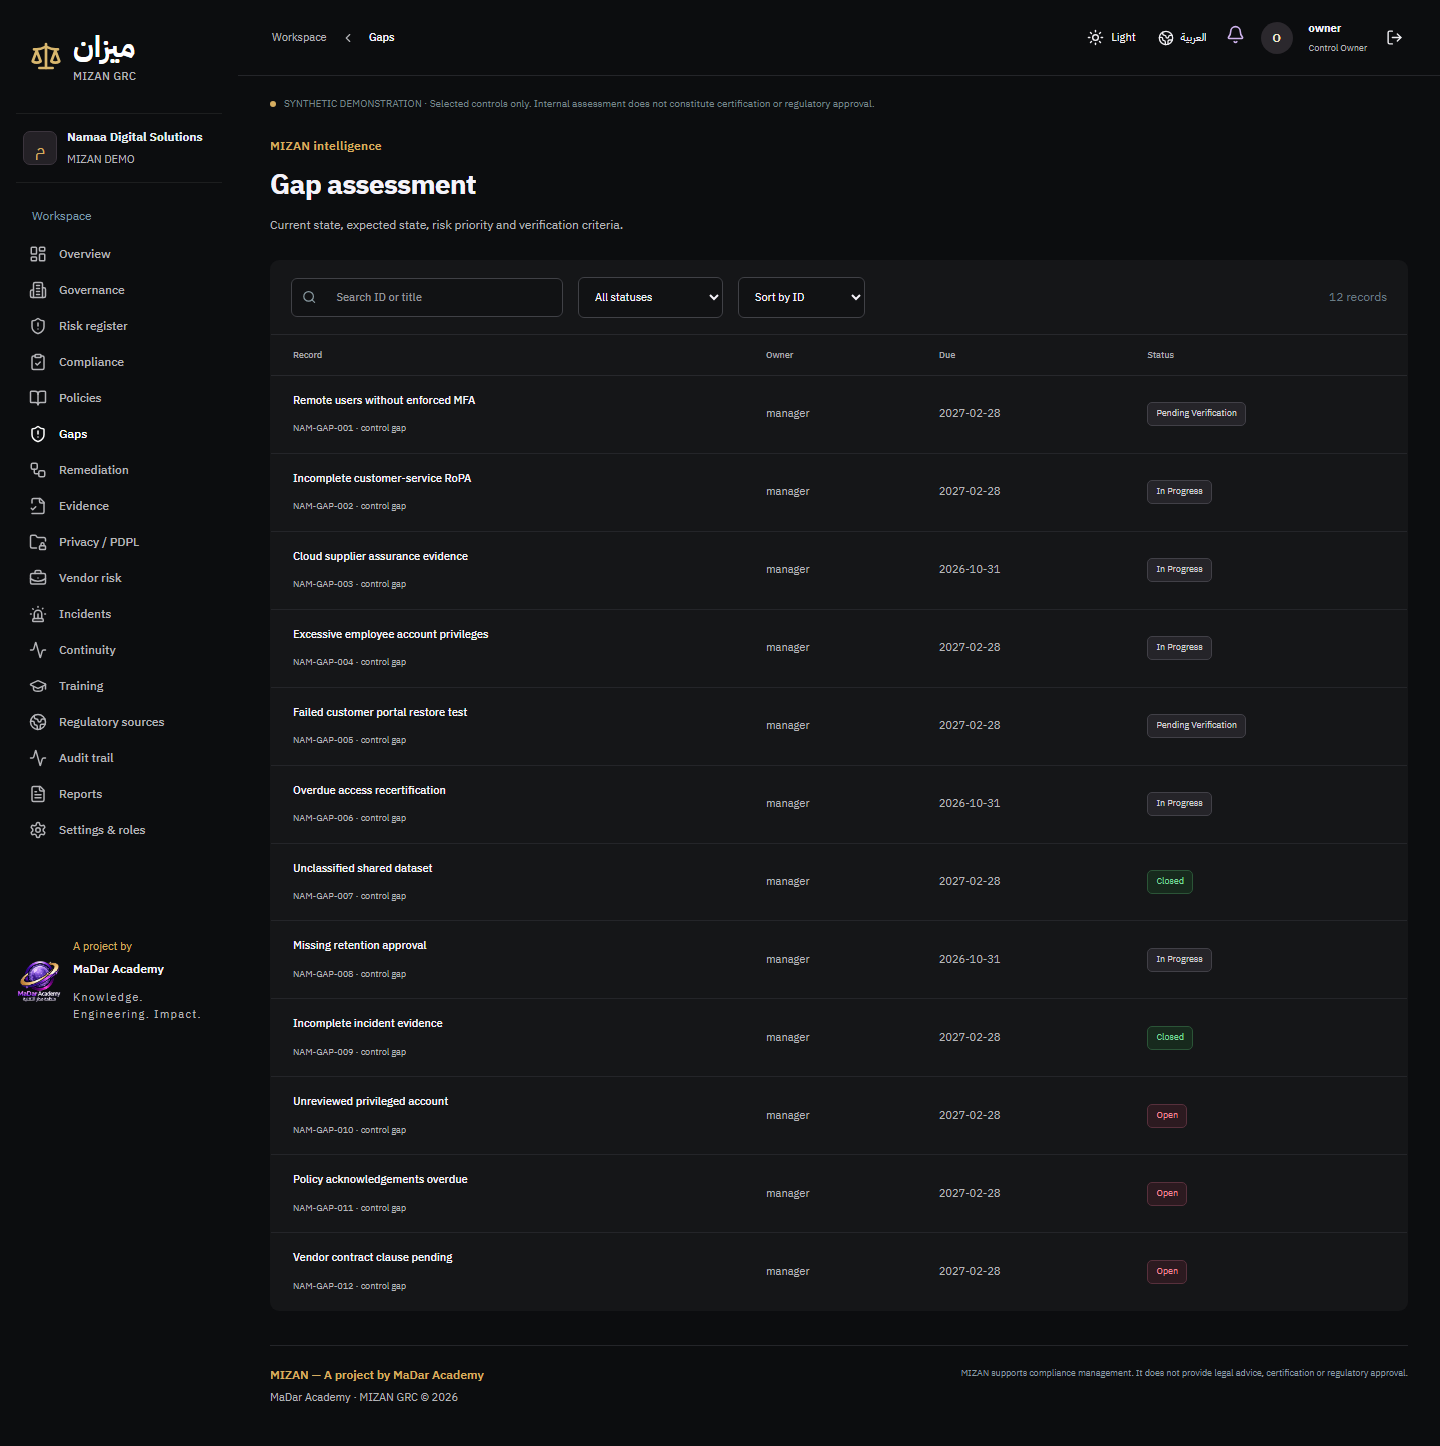 ميزان
MIZAN GRC
م
Namaa Digital Solutions
MIZAN DEMO
Workspace
Overview
Governance
Risk register
Compliance
Policies
Gaps
Remediation
Evidence
Privacy / PDPL
Vendor risk
Incidents
Continuity
Training
Regulatory sources
Audit trail
Reports
Settings & roles
A project by
MaDar Academy
Knowledge.
Engineering. Impact.
MaDar Academy
Workspace
Gaps
Light
العربية
O
owner
Control Owner
SYNTHETIC DEMONSTRATION · Selected controls only. Internal assessment does not constitute certification or regulatory approval.
MIZAN intelligence
Gap assessment
Current state, expected state, risk priority and verification criteria.
Search ID or title
All statuses
Sort by ID
12 records
Record Owner Due Status
Remote users without enforced MFA
NAM-GAP-001 · control gap
manager 2027-02-28 Pending Verification
Incomplete customer-service RoPA
NAM-GAP-002 · control gap
manager 2027-02-28 In Progress
Cloud supplier assurance evidence
NAM-GAP-003 · control gap
manager 2026-10-31 In Progress
Excessive employee account privileges
NAM-GAP-004 · control gap
manager 2027-02-28 In Progress
Failed customer portal restore test
NAM-GAP-005 · control gap
manager 2027-02-28 Pending Verification
Overdue access recertification
NAM-GAP-006 · control gap
manager 2026-10-31 In Progress
Unclassified shared dataset
NAM-GAP-007 · control gap
manager 2027-02-28 Closed
Missing retention approval
NAM-GAP-008 · control gap
manager 2026-10-31 In Progress
Incomplete incident evidence
NAM-GAP-009 · control gap
manager 2027-02-28 Closed
Unreviewed privileged account
NAM-GAP-010 · control gap
manager 2027-02-28 Open
Policy acknowledgements overdue
NAM-GAP-011 · control gap
manager 2027-02-28 Open
Vendor contract clause pending
NAM-GAP-012 · control gap
manager 2027-02-28 Open
MIZAN — A project by MaDar Academy
MaDar Academy · MIZAN GRC © 2026
MIZAN supports compliance management. It does not provide legal advice, certification or regulatory approval.